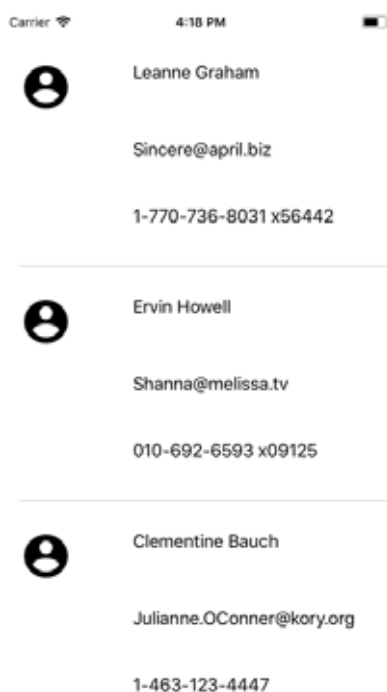 Carrier 4:18 PM
Leanne Graham
Sincere@april.biz
1-770-736-8031 x56442
Ervin Howell
Shanna@melissa.tv
010-692-6593 x09125
Clementine Bauch
Julianne.OConner@kory.org
1-463-123-4447